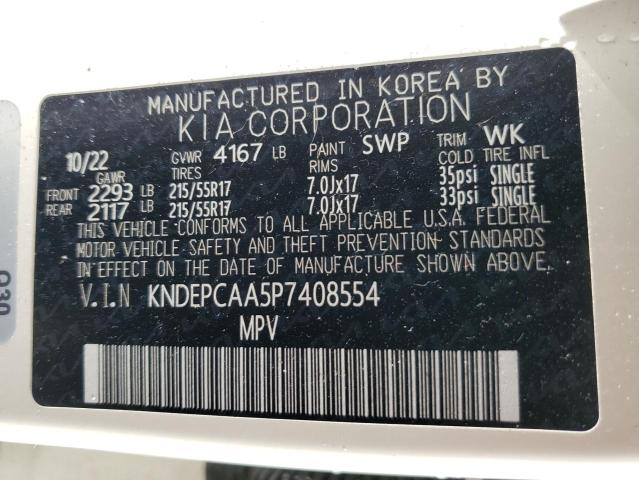 MANUFACTURED IN KOREA BY
KIA CORPORATION
10/22 GVWR 4167 LB PAINT SWP TRIM WK
GAWR TIRES RIMS COLD TIRE INFL
FRONT 2293 LB 215/55R17 7.0Jx17 35psi SINGLE
REAR 2117 LB 215/55R17 7.0Jx17 33psi SINGLE
THIS VEHICLE CONFORMS TO ALL APPLICABLE U.S.A. FEDERAL
MOTOR VEHICLE SAFETY AND THEFT PREVENTION STANDARDS
IN EFFECT ON THE DATE OF MANUFACTURE SHOWN ABOVE.
V.I.N KNDEPCAA5P7408554
MPV